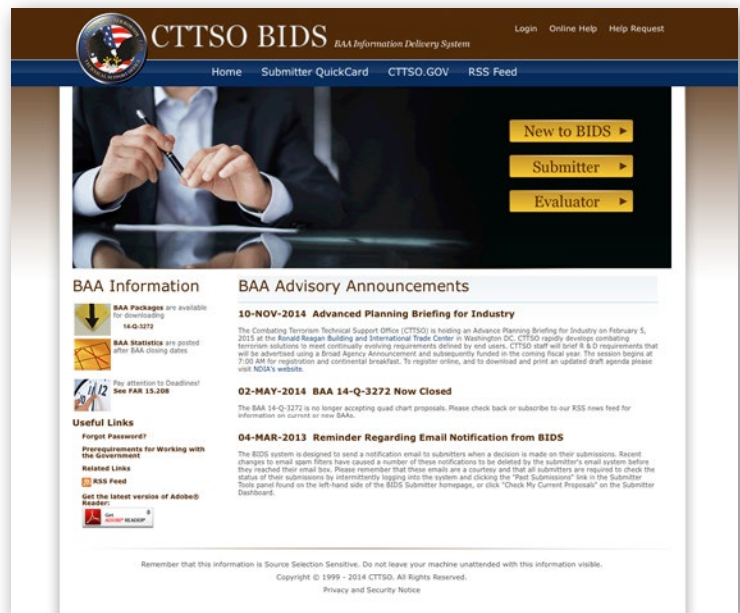 CTTSO BIDS BAA Information Delivery System
Login Online Help Help Request
Home Submitter QuickCard CTTSO.GOV RSS Feed
New to BIDS
Submitter
Evaluator
BAA Information
BAA Packages are available
for downloading
14-Q-3272
BAA Statistics are posted
after BAA closing dates
Pay attention to Deadlines!
See FAR 15.208
Useful Links
Forgot Password?
Prerequirements for Working with
the Government
Related Links
RSS Feed
Get the latest version of Adobe®
Reader:
Get
ADOBE® READER®
BAA Advisory Announcements
10-NOV-2014 Advanced Planning Briefing for Industry
The Combating Terrorism Technical Support Office (CTTSO) is holding an Advance Planning Briefing for Industry on February 5,
2015 at the Ronald Reagan Building and International Trade Center in Washington DC. CTTSO rapidly develops combating
terrorism solutions to meet continually evolving requirements defined by end users. CTTSO staff will brief R & D requirements that
will be advertised using a Broad Agency Announcement and subsequently funded in the coming fiscal year. The session begins at
7:00 AM for registration and continental breakfast. To register online, and to download and print an updated draft agenda please
visit NDIA's website.
02-MAY-2014 BAA 14-Q-3272 Now Closed
The BAA 14-Q-3272 is no longer accepting quad chart proposals. Please check back or subscribe to our RSS news feed for
information on current or new BAAs.
04-MAR-2013 Reminder Regarding Email Notification from BIDS
The BIDS system is designed to send a notification email to submitters when a decision is made on their submissions. Recent
changes to email spam filters have caused a number of these notifications to be deleted by the submitter's email system before
they reached their email box. Please remember that these emails are a courtesy and that all submitters are required to check the
status of their submissions by intermittently logging into the system and clicking the "Past Submissions" link in the Submitter
Tools panel found on the left-hand side of the BIDS Submitter homepage, or click "Check My Current Proposals" on the Submitter
Dashboard.
Remember that this information is Source Selection Sensitive. Do not leave your machine unattended with this information visible.
Copyright © 1999 - 2014 CTTSO. All Rights Reserved.
Privacy and Security Notice